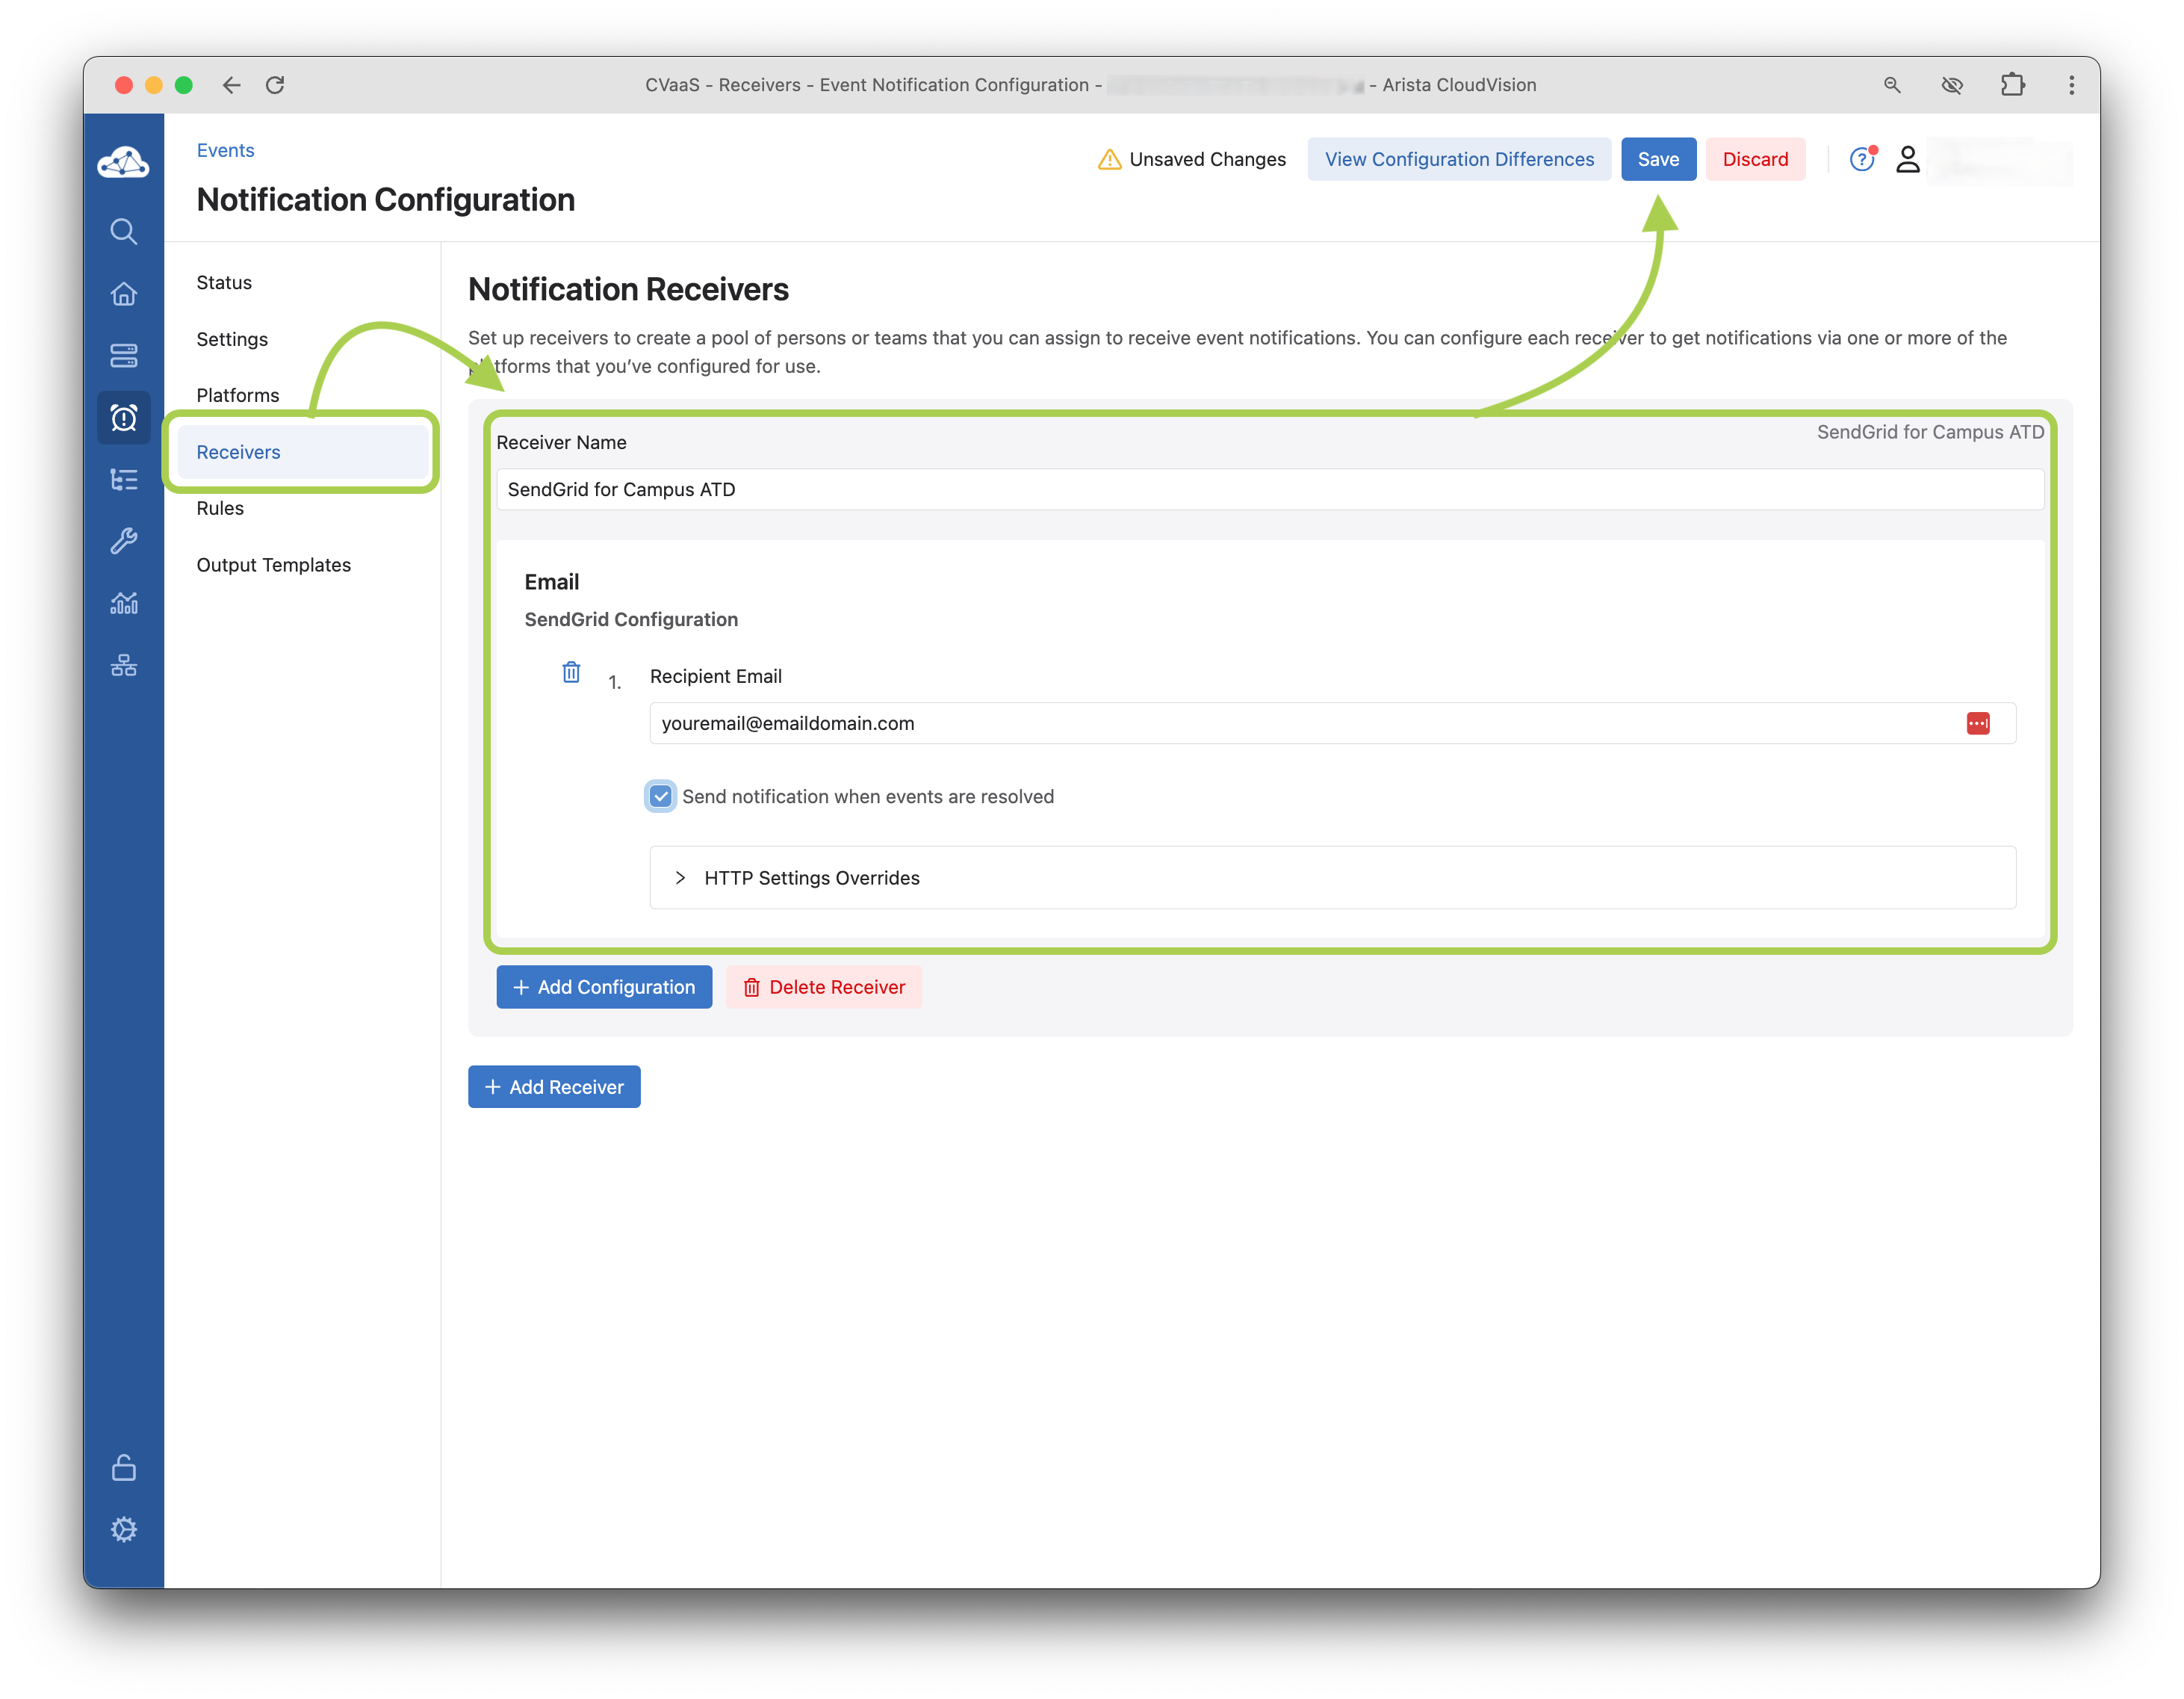 CVaaS - Receivers - Event Notification Configuration - - Arista CloudVision
Events
Notification Configuration
Unsaved Changes
View Configuration Differences
Save
Discard
Status
Settings
Platforms
Receivers
Rules
Output Templates
Notification Receivers
Set up receivers to create a pool of persons or teams that you can assign to receive event notifications. You can configure each receiver to get notifications via one or more of the
platforms that you've configured for use.
SendGrid for Campus ATD
Receiver Name
SendGrid for Campus ATD
Email
SendGrid Configuration
1. Recipient Email
youremail@emaildomain.com
Send notification when events are resolved
HTTP Settings Overrides
Add Configuration
Delete Receiver
Add Receiver